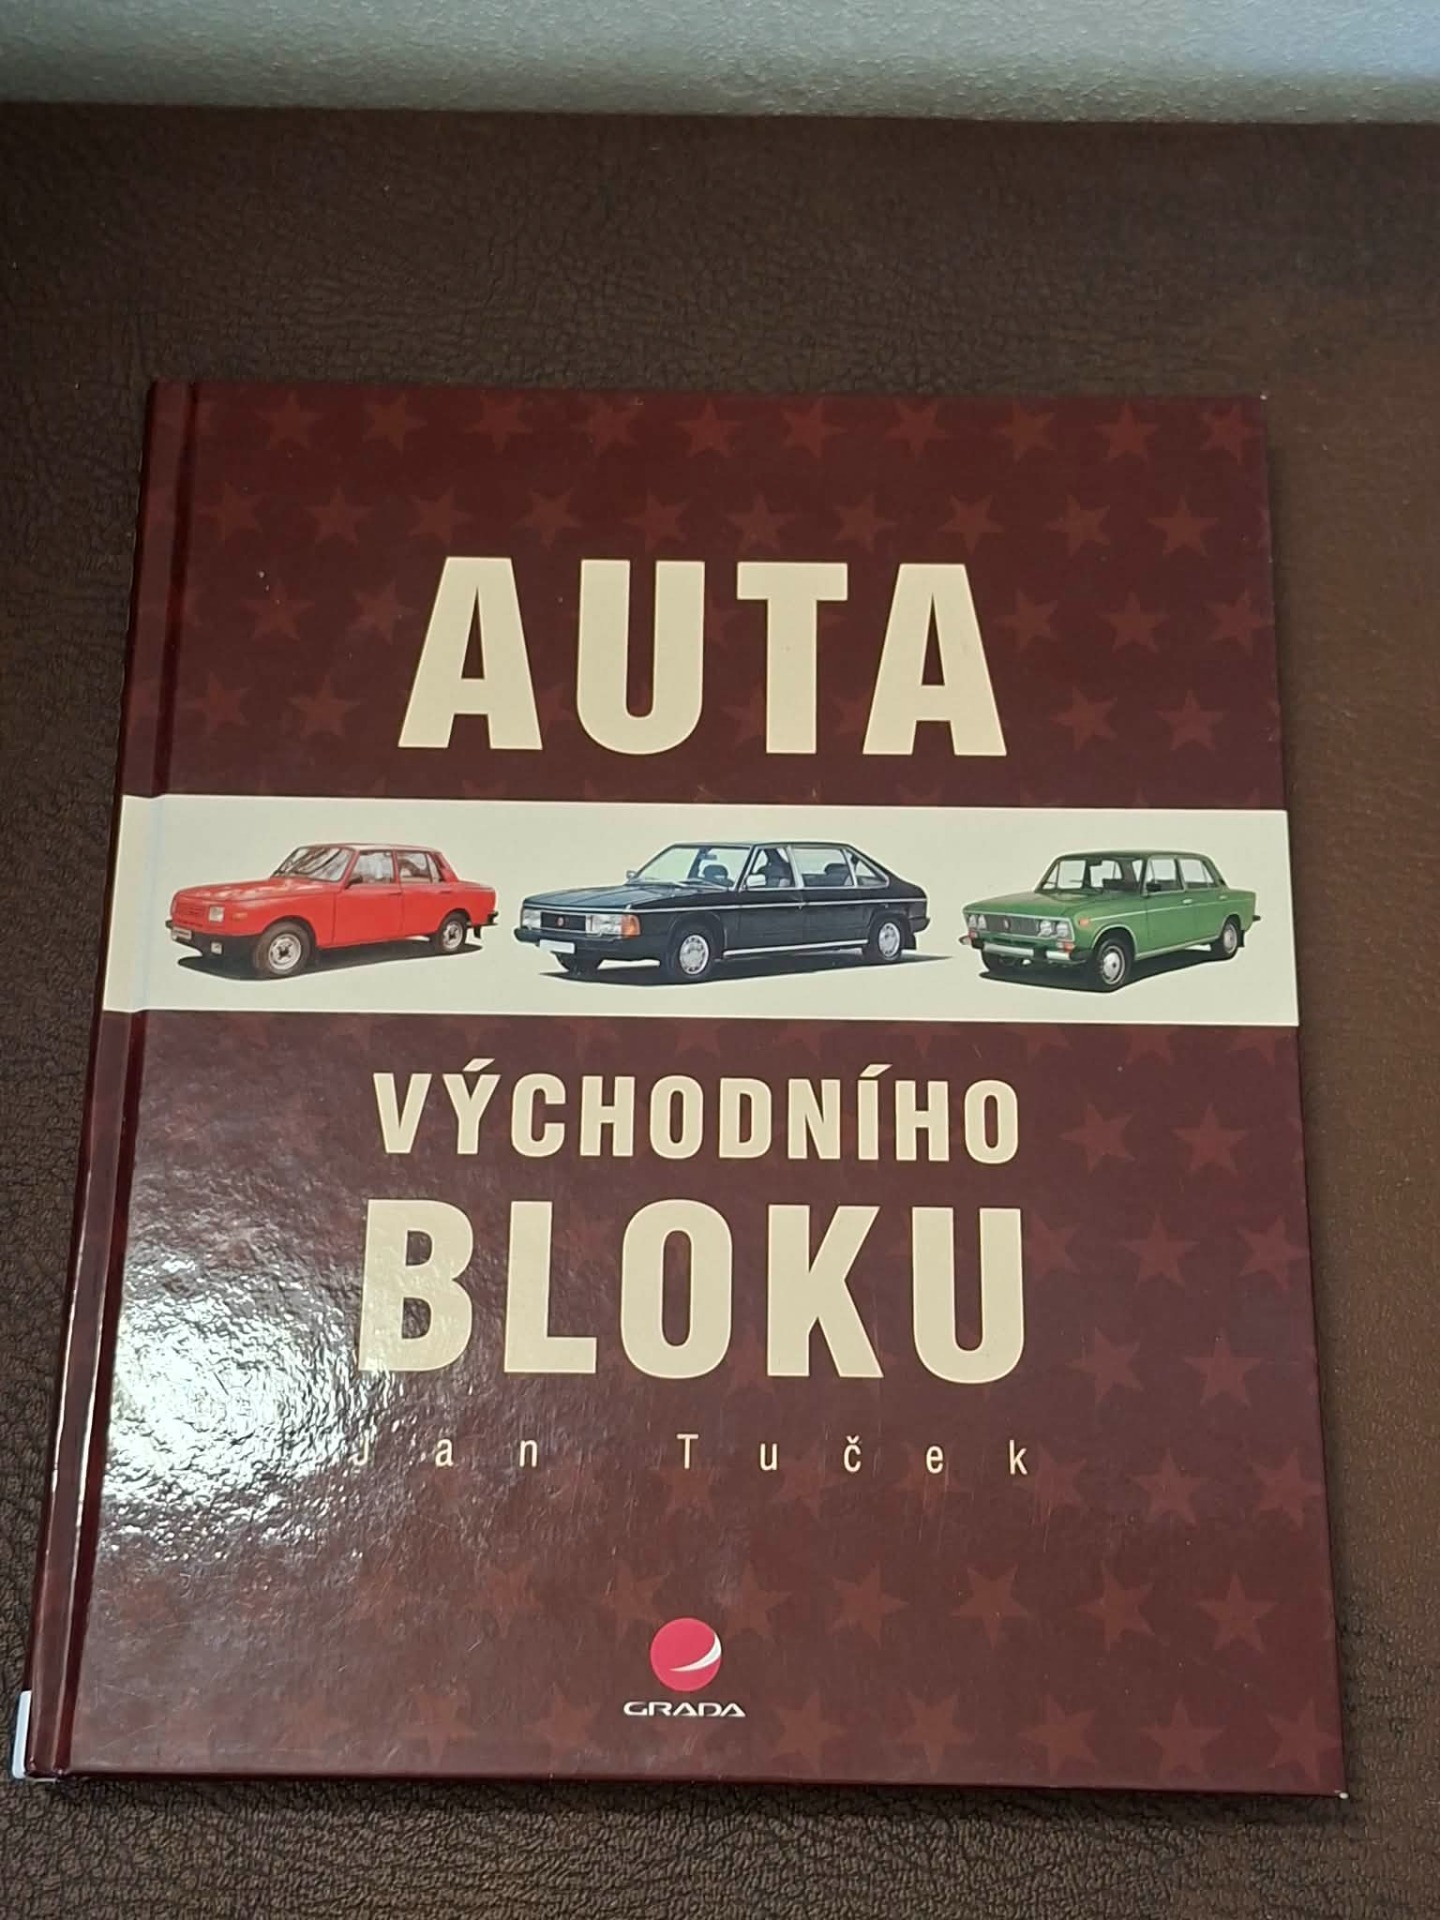 AUTA
VÝCHODNÍHO
BLOKU
Jan Tuček
GRADA